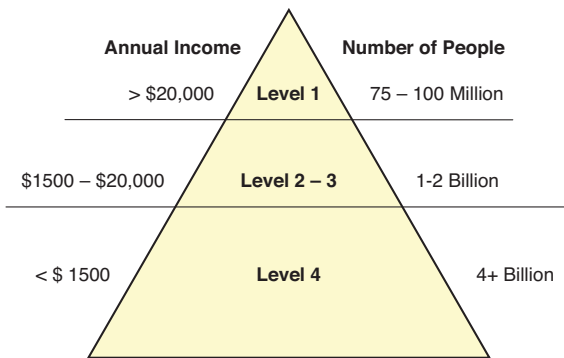 Annual Income Number of People
> $20,000 Level 1 75 – 100 Million
$1500 – $20,000 Level 2 – 3 1-2 Billion
< $ 1500 Level 4 4+ Billion